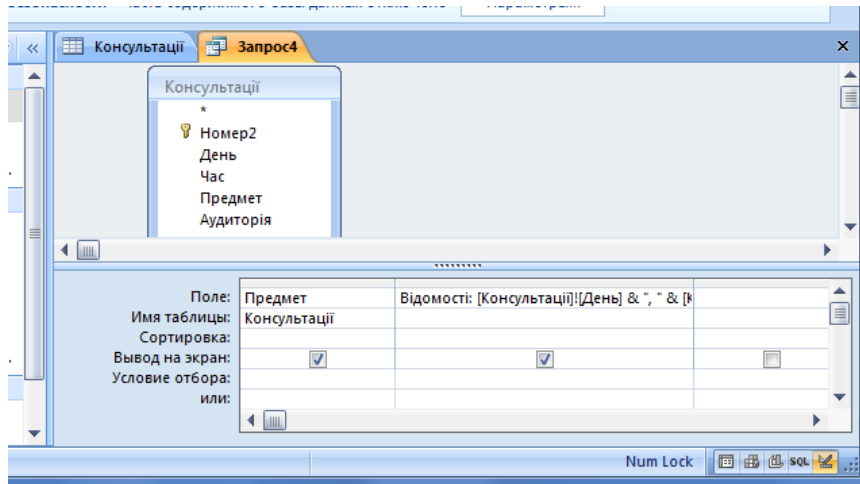 Консультації Запрос4
Консультації
*
Номер2
День
Час
Предмет
Аудиторія
Поле: Предмет Відомості: [Консультації]![День] & ", " & [К
Имя таблицы: Консультації
Сортировка:
Вывод на экран:
Условие отбора:
или:
Num Lock SQL